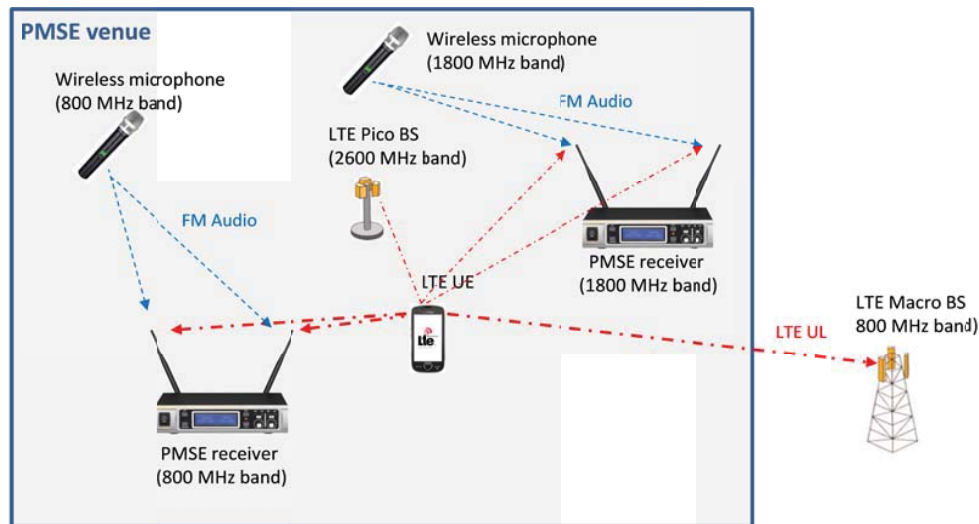 PMSE venue
Wireless microphone
(800 MHz band)
Wireless microphone
(1800 MHz band)
FM Audio
LTE Pico BS
(2600 MHz band)
FM Audio
PMSE receiver
(1800 MHz band)
LTE UE
Lte
LTE UL
LTE Macro BS
800 MHz band)
PMSE receiver
(800 MHz band)